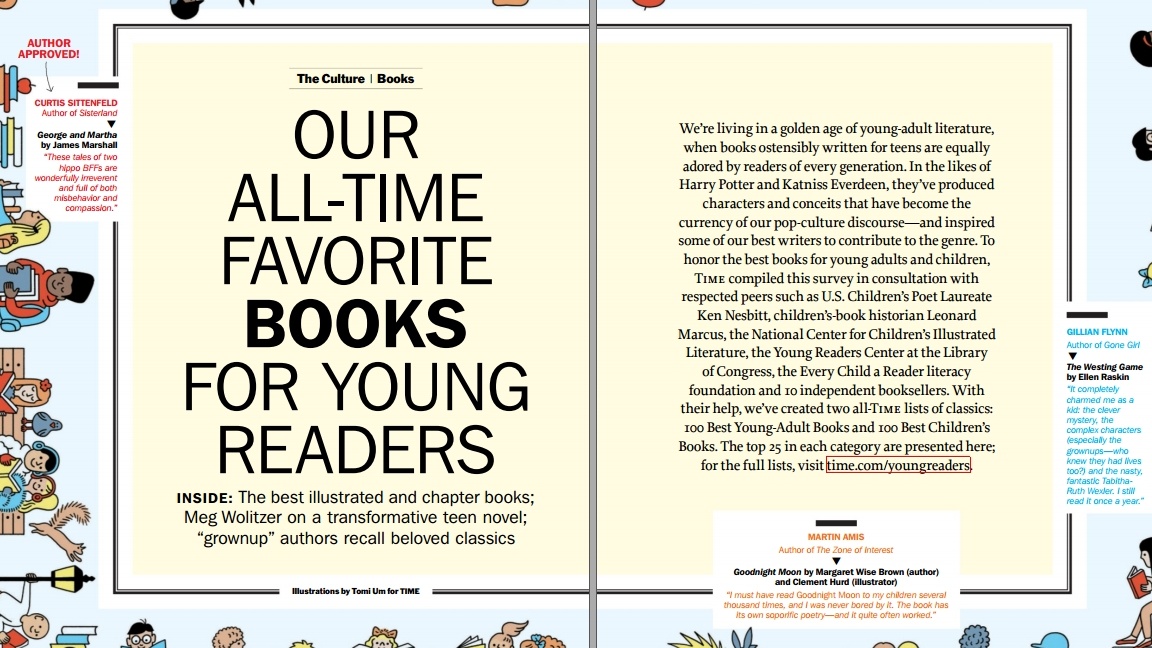 AUTHOR
APPROVED!
CURTIS SITTENFELD
Author of Sisterland
George and Martha
by James Marshall
“These tales of two
hippo BFFs are
wonderfully irreverent
and full of both
misbehavior and
compassion.”
The Culture | Books
OUR
ALL-TIME
FAVORITE
BOOKS
FOR YOUNG
READERS
INSIDE: The best illustrated and chapter books;
Meg Wolitzer on a transformative teen novel;
“grownup” authors recall beloved classics
Illustrations by Tomi Um for TIME
We’re living in a golden age of young-adult literature,
when books ostensibly written for teens are equally
adored by readers of every generation. In the likes of
Harry Potter and Katniss Everdeen, they’ve produced
characters and conceits that have become the
currency of our pop-culture discourse—and inspired
some of our best writers to contribute to the genre. To
honor the best books for young adults and children,
TIME compiled this survey in consultation with
respected peers such as U.S. Children’s Poet Laureate
Ken Nesbitt, children’s-book historian Leonard
Marcus, the National Center for Children’s Illustrated
Literature, the Young Readers Center at the Library
of Congress, the Every Child a Reader literacy
foundation and 10 independent booksellers. With
their help, we’ve created two all-TIME lists of classics:
100 Best Young-Adult Books and 100 Best Children’s
Books. The top 25 in each category are presented here;
for the full lists, visit time.com/youngreaders.
MARTIN AMIS
Author of The Zone of Interest
Goodnight Moon by Margaret Wise Brown (author)
and Clement Hurd (illustrator)
“I must have read Goodnight Moon to my children several
thousand times, and I was never bored by it. The book has
its own soporific poetry—and it quite often worked.”
GILLIAN FLYNN
Author of Gone Girl
The Westing Game
by Ellen Raskin
“It completely
charmed me as a
kid: the clever
mystery, the
complex characters
(especially the
grownups—who
knew they had lives
too?) and the nasty,
fantastic Tabitha-
Ruth Wexler. I still
read it once a year.”